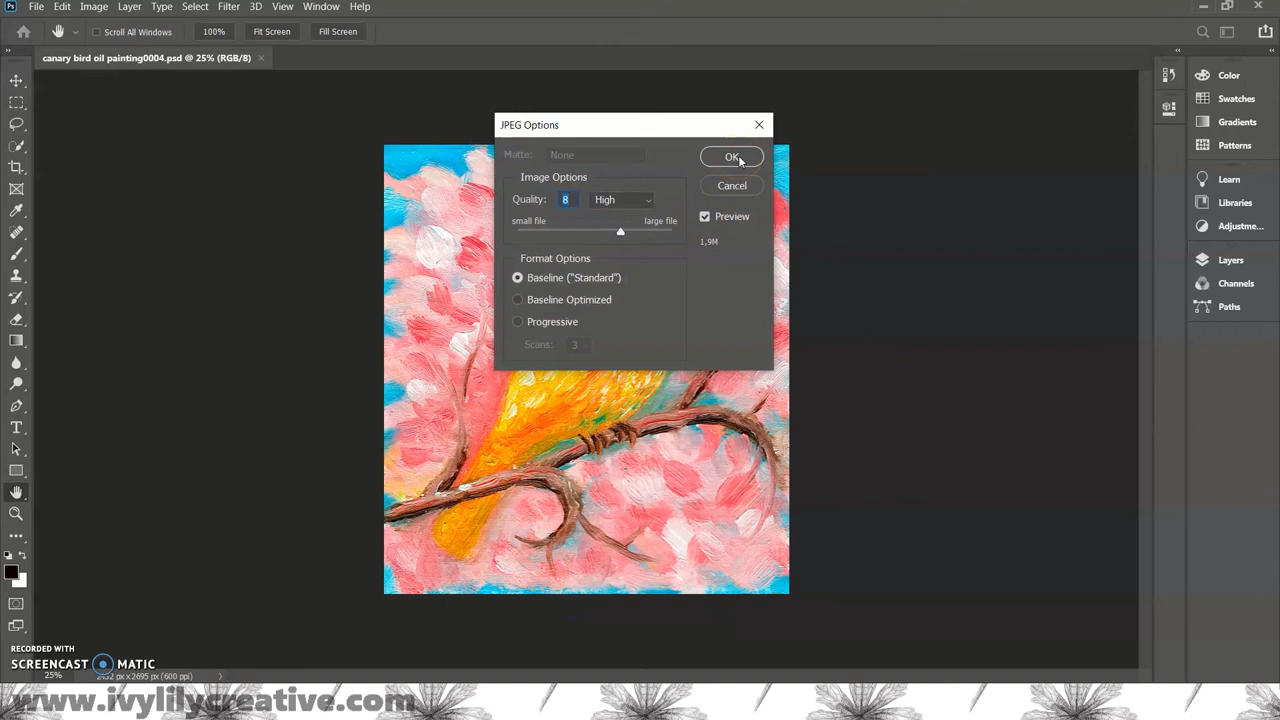 Ps File Edit Image Layer Type Select Filter 3D View Window Help
Scroll All Windows 100% Fit Screen Fill Screen
canary bird oil painting0004.psd @ 25% (RGB/8)
JPEG Options
Matte: None
OK
Image Options
Cancel
Quality: 8 High
small file large file
Preview
1,9M
Format Options
Baseline ("Standard")
Baseline Optimized
Progressive
Scans: 3
Color
Swatches
Gradients
Patterns
Learn
Libraries
Adjustme...
Layers
Channels
Paths
RECORDED WITH
SCREENCAST MATIC
25% px x2695 px (600 ppi)
www.ivylilycreative.com